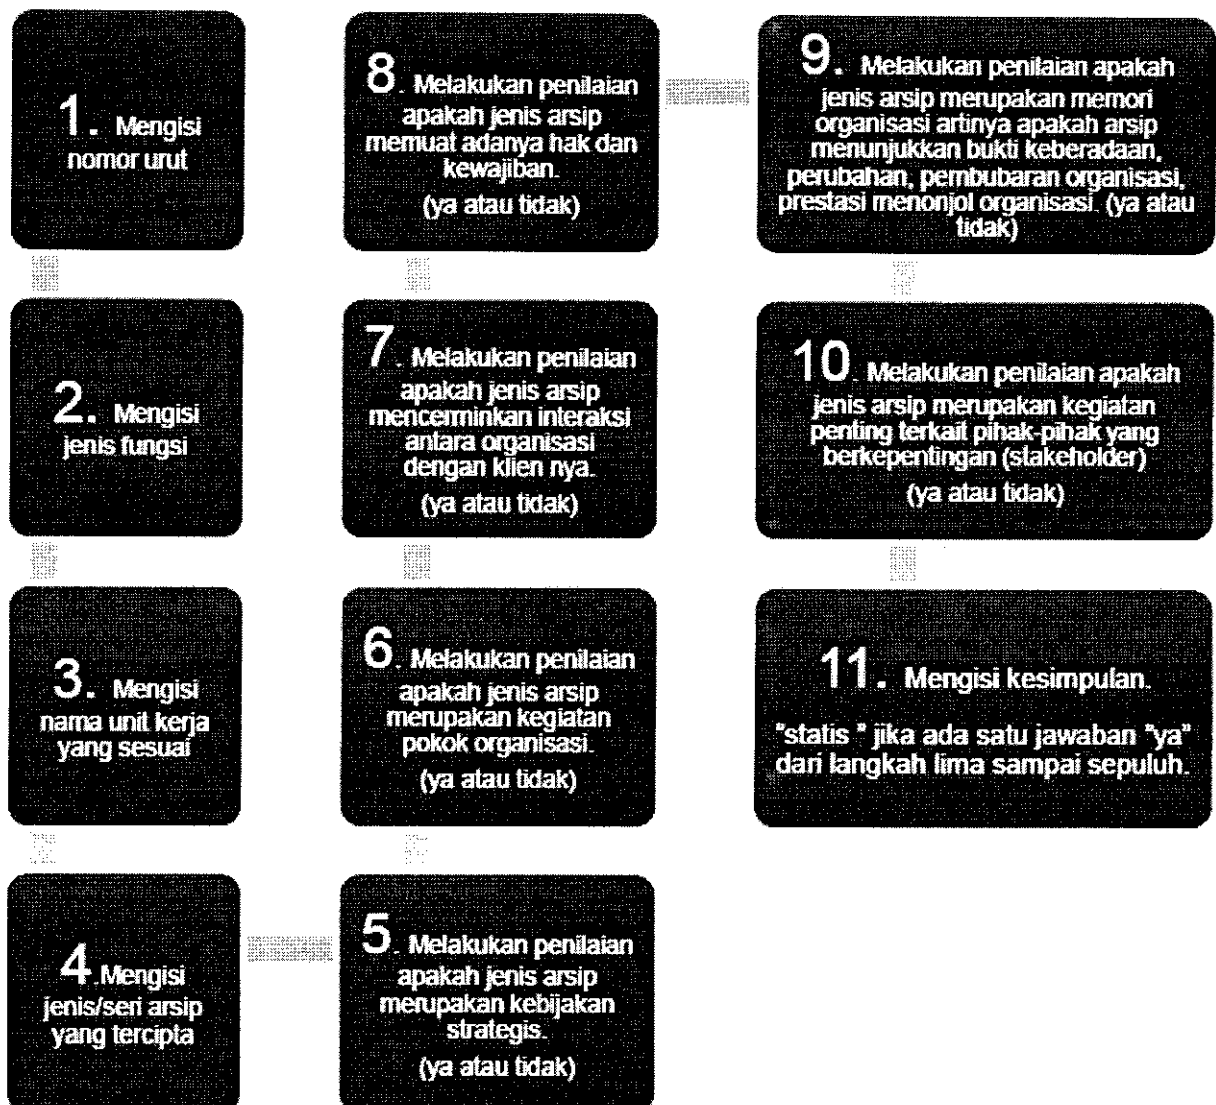 1. Mengisi
nomor urut
2. Mengisi
jenis fungsi
3. Mengisi
nama unit kerja
yang sesuai
4.Mengisi
jenis/seri arsip
yang tercipta
5. Melakukan penilaian
apakah jenis arsip
merupakan kebijakan
strategis.
(ya atau tidak)
6. Melakukan penilaian
apakah jenis arsip
merupakan kegiatan
pokok organisasi.
(ya atau tidak)
7. Melakukan penilaian
apakah jenis arsip
mencerminkan interaksi
antara organisasi
dengan klien nya.
(ya atau tidak)
8. Melakukan penilaian
apakah jenis arsip
memuat adanya hak dan
kewajiban.
(ya atau tidak)
9. Melakukan penilaian apakah
jenis arsip merupakan memori
organisasi artinya apakah arsip
menunjukkan bukti keberadaan,
perubahan, pembubaran organisasi,
prestasi menonjol organisasi. (ya atau
tidak)
10. Melakukan penilaian apakah
jenis arsip merupakan kegiatan
penting terkait pihak-pihak yang
berkepentingan (stakeholder)
(ya atau tidak)
11. Mengisi kesimpulan.
"statis " jika ada satu jawaban "ya"
dari langkah lima sampai sepuluh.